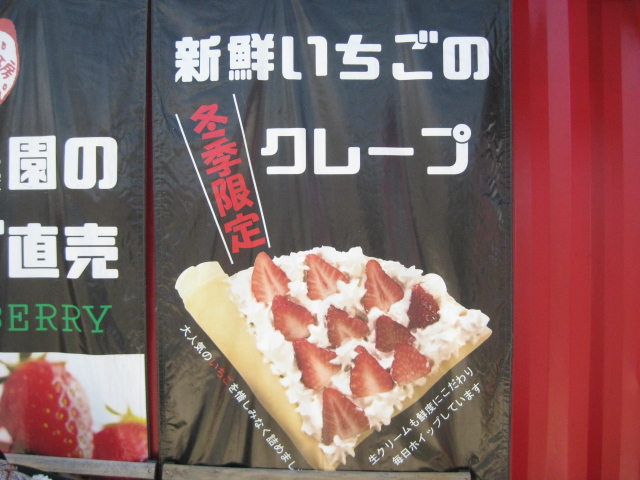 新鮮いちごの
クレープ
冬季限定
大人気のいちごを惜しみなく詰めまし
生クリームも鮮度にこだわり
毎日ホイップしています
房
園の
直売
BERRY